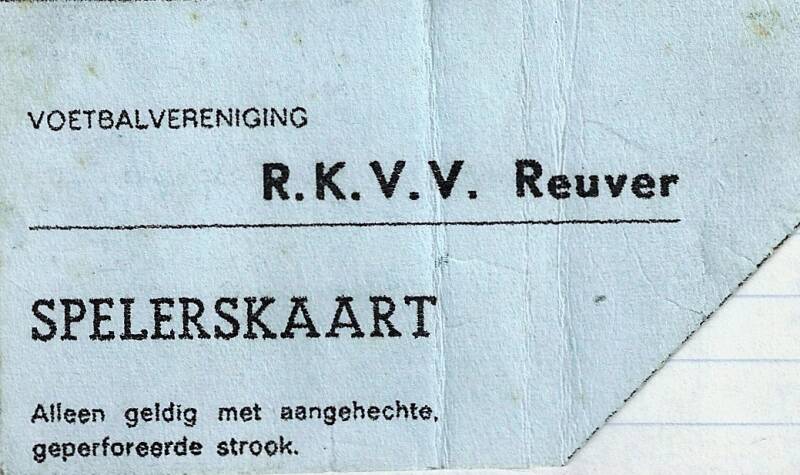 VOETBALVERENIGING
R.K.V.V. Reuver
SPELERSKAART
Alleen geldig met aangehechte,
geperforeerde strook.